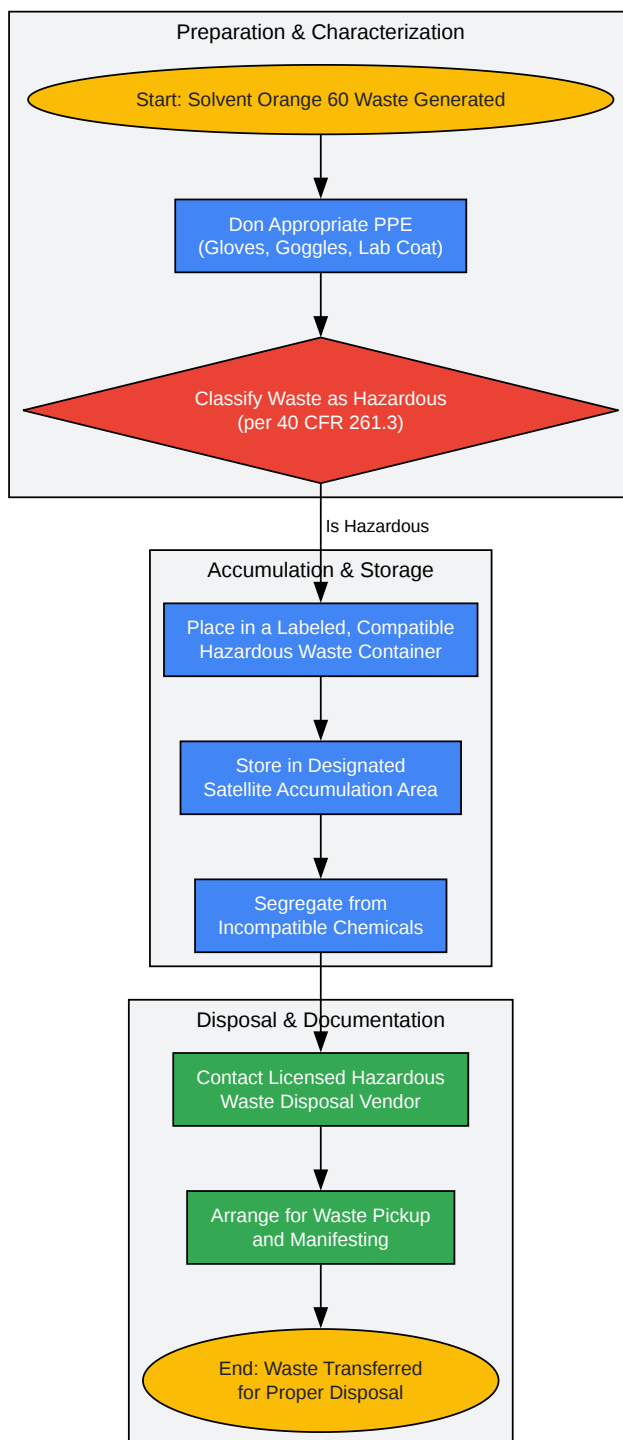 Preparation & Characterization
Start: Solvent Orange 60 Waste Generated
Don Appropriate PPE
(Gloves, Goggles, Lab Coat)
Classify Waste as Hazardous
(per 40 CFR 261.3)
Is Hazardous
Accumulation & Storage
Place in a Labeled, Compatible
Hazardous Waste Container
Store in Designated
Satellite Accumulation Area
Segregate from
Incompatible Chemicals
Disposal & Documentation
Contact Licensed Hazardous
Waste Disposal Vendor
Arrange for Waste Pickup
and Manifesting
End: Waste Transferred
for Proper Disposal